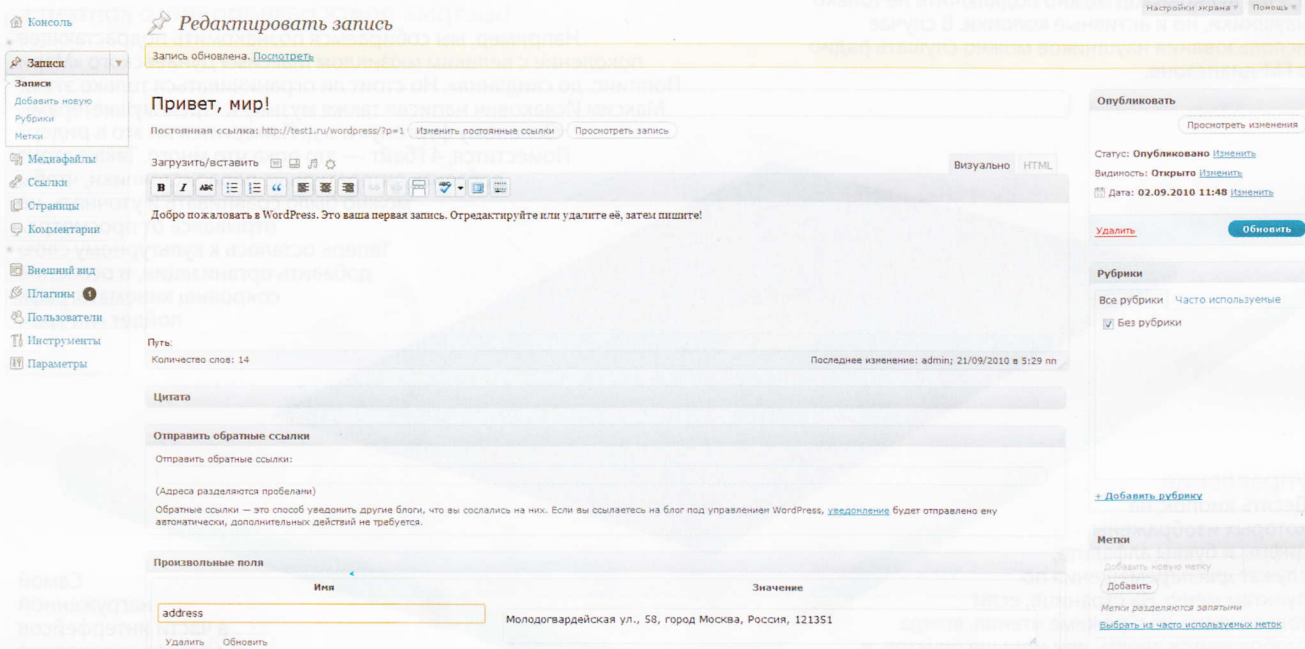 Настройки экрана
Помощь
Консоль
Записи
Записи
Добавить новую
Рубрики
Метки
Медиафайлы
Ссылки
Страницы
Комментарии
Внешний вид
Плагины 1
Пользователи
Инструменты
Параметры
Редактировать запись
Запись обновлена. Посмотреть
Привет, мир!
Постоянная ссылка: http://test1.ru/wordpress/?p=1 Изменить постоянные ссылки Просмотреть запись
Загрузить/вставить
Визуально HTML
B I ABC
Добро пожаловать в WordPress. Это ваша первая запись. Отредактируйте или удалите её, затем пишите!
Путь:
Количество слов: 14
Последнее изменение: admin; 21/09/2010 в 5:29 пп
Цитата
Отправить обратные ссылки
Отправить обратные ссылки:
(Адреса разделяются пробелами)
Обратные ссылки — это способ уведомить другие блоги, что вы сослались на них. Если вы ссылаетесь на блог под управлением WordPress, уведомление будет отправлено ему
автоматически, дополнительных действий не требуется.
Произвольные поля
Имя
Значение
address
Молодогвардейская ул., 58, город Москва, Россия, 121351
Удалить Обновить
Опубликовать
Просмотреть изменения
Статус: Опубликовано Изменить
Видимость: Открыто Изменить
Дата: 02.09.2010 11:48 Изменить
Удалить
Обновить
Рубрики
Все рубрики Часто используемые
Без рубрики
+ Добавить рубрику
Метки
Добавить новую метку
Добавить
Метки разделяются запятыми
Выбрать из часто используемых меток